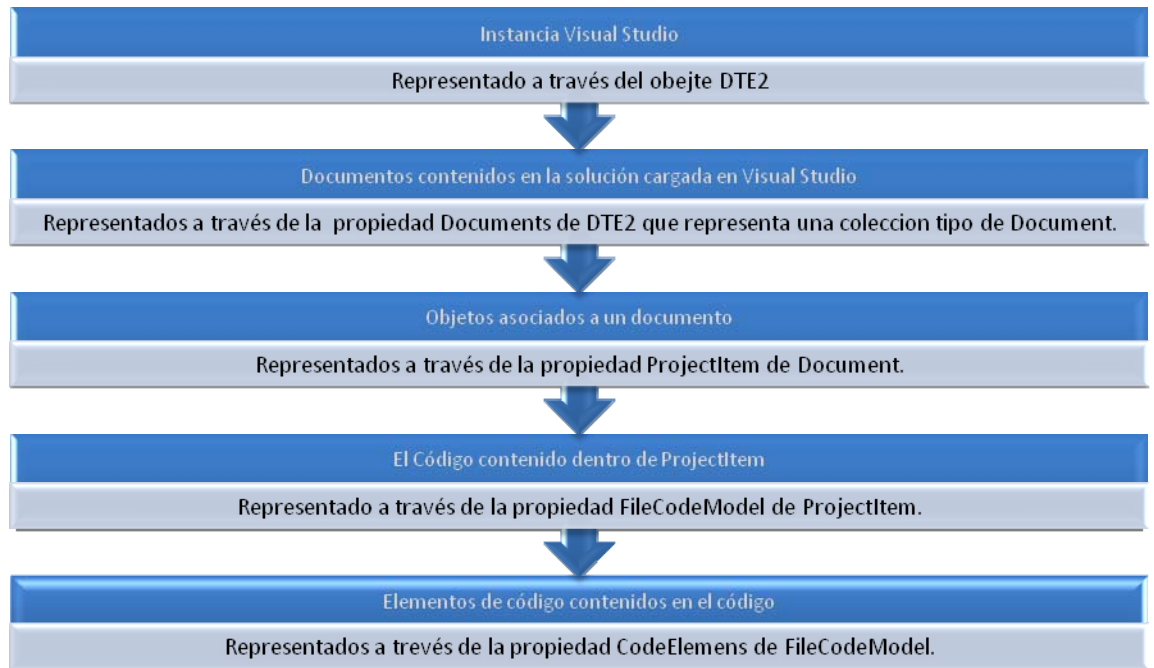 Instancia Visual Studio
Representado a través del obejte DTE2
Documentos contenidos en la solución cargada en Visual Studio
Representados a través de la propiedad Documents de DTE2 que representa una coleccion tipo de Document.
Objetos asociados a un documento
Representados a través de la propiedad ProjectItem de Document.
El Código contenido dentro de ProjectItem
Representado a través de la propiedad FileCodeModel de ProjectItem.
Elementos de código contenidos en el código
Representados a trevés de la propiedad CodeElemens de FileCodeModel.